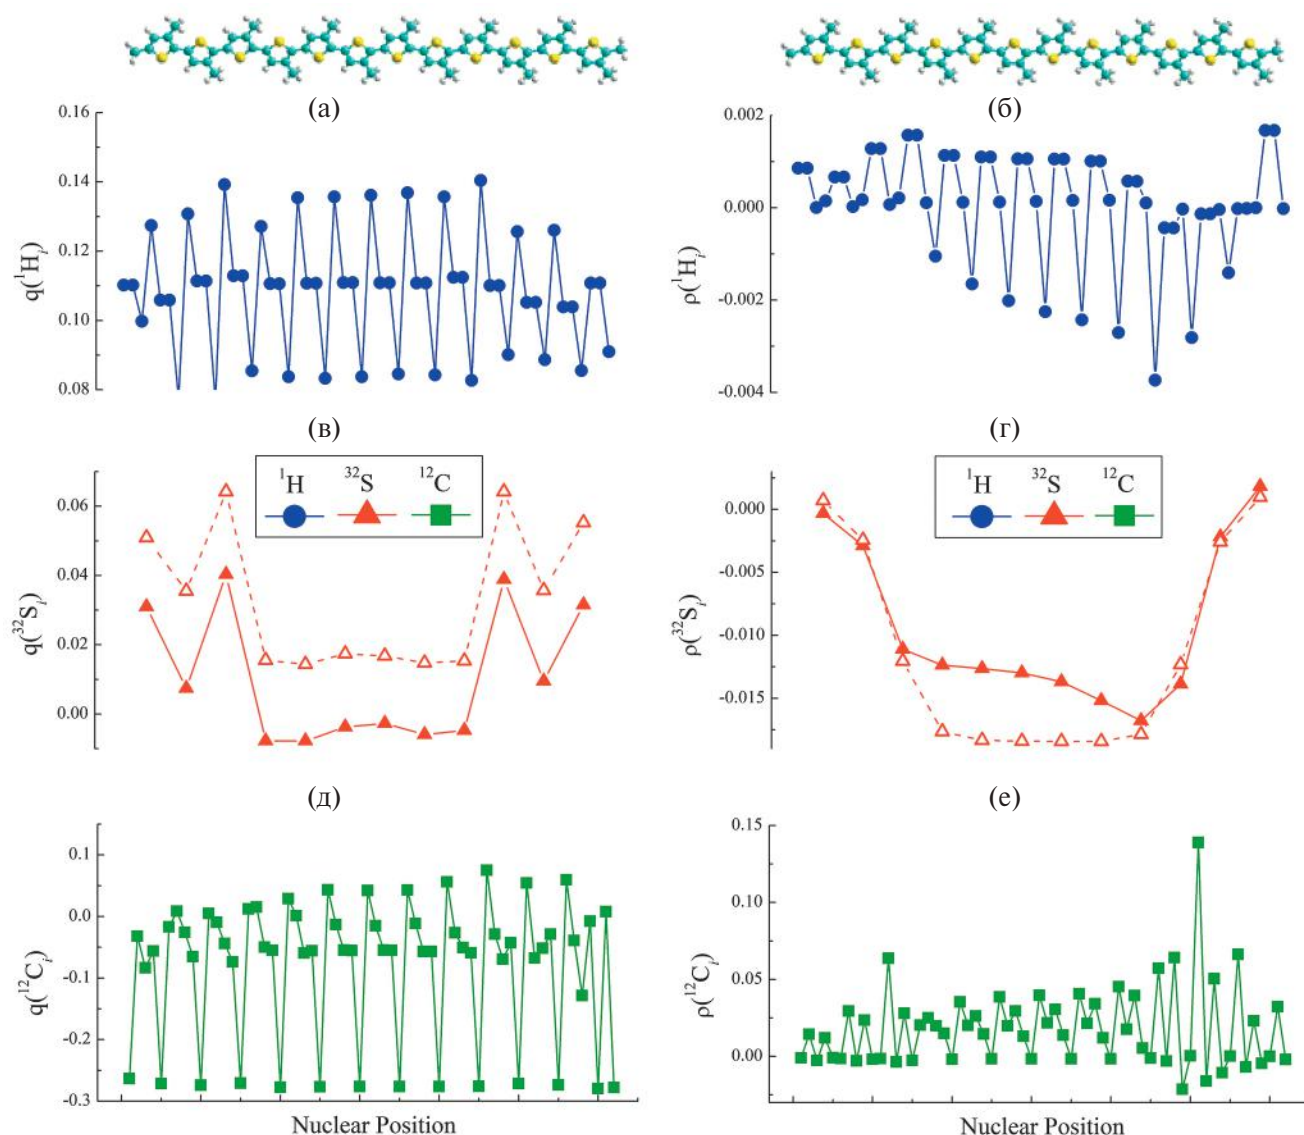 (а) (б)
0.16
0.14
0.12
0.10
0.08
q(¹Hᵢ)
0.002
0.000
-0.002
-0.004
ρ(¹Hᵢ)
(в) (г)
¹H ³²S ¹²C
0.06
0.04
0.02
0.00
q(³²Sᵢ)
¹H ³²S ¹²C
0.000
-0.005
-0.010
-0.015
ρ(³²Sᵢ)
(д) (е)
0.1
0.0
-0.1
-0.2
-0.3
q(¹²Cᵢ)
0.15
0.10
0.05
0.00
ρ(¹²Cᵢ)
Nuclear Position Nuclear Position